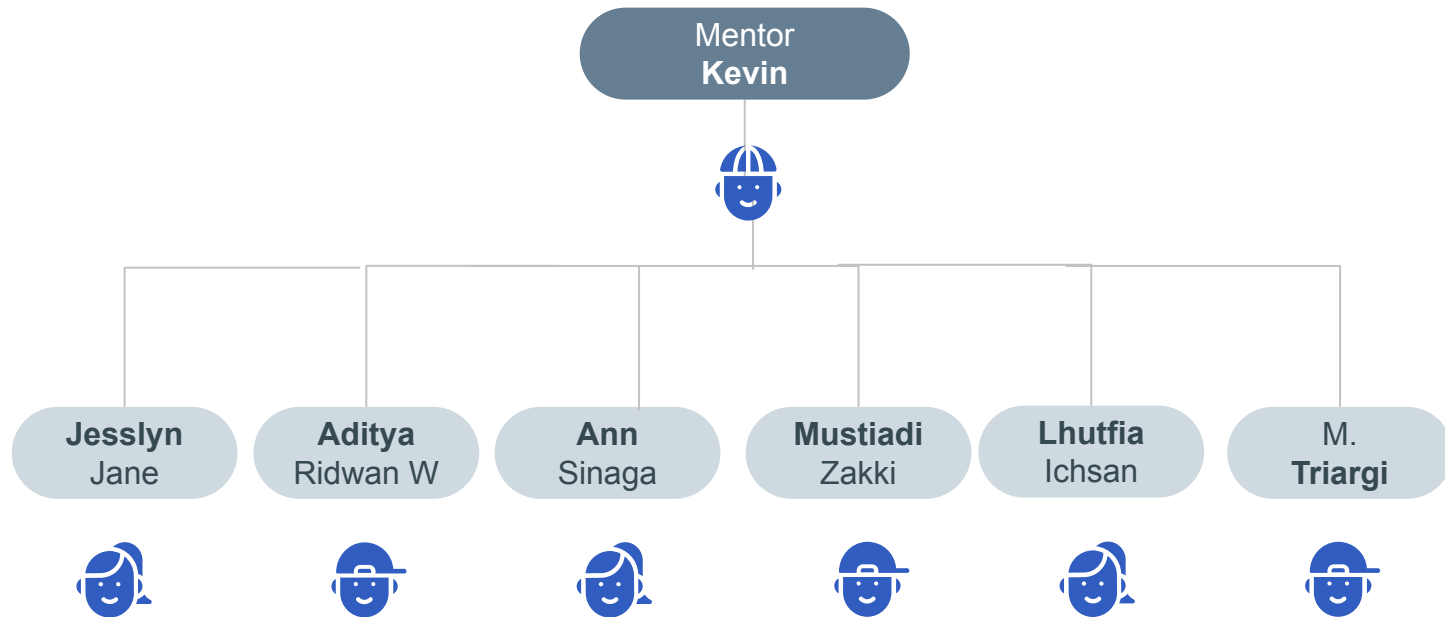 Mentor
Kevin
Jesslyn
Jane
Aditya
Ridwan W
Ann
Sinaga
Mustiadi
Zakki
Lhutfia
Ichsan
M.
Triargi